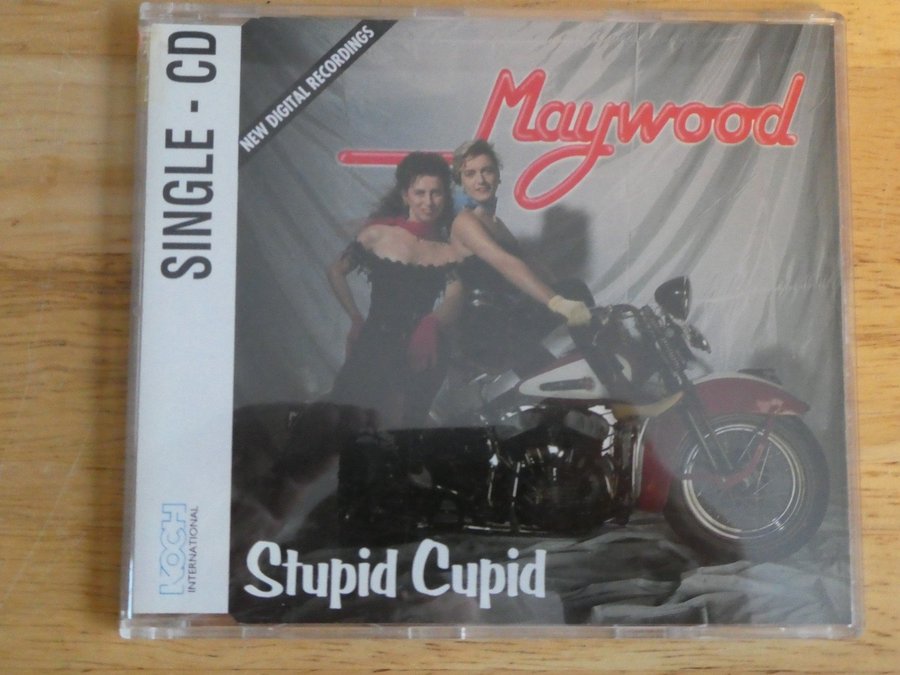 SINGLE - CD
NEW DIGITAL RECORDINGS
Maywood
Stupid Cupid
KOCH
INTERNATIONAL